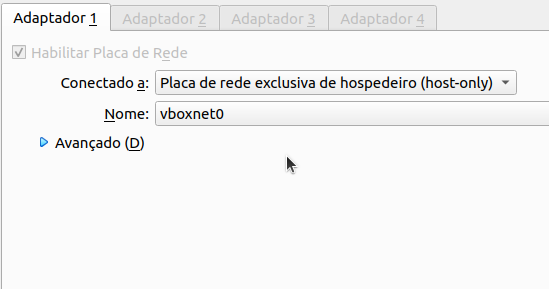 Adaptador 1 Adaptador 2 Adaptador 3 Adaptador 4
Habilitar Placa de Rede
Conectado a: Placa de rede exclusiva de hospedeiro (host-only)
Nome: vboxnet0
Avançado (D)